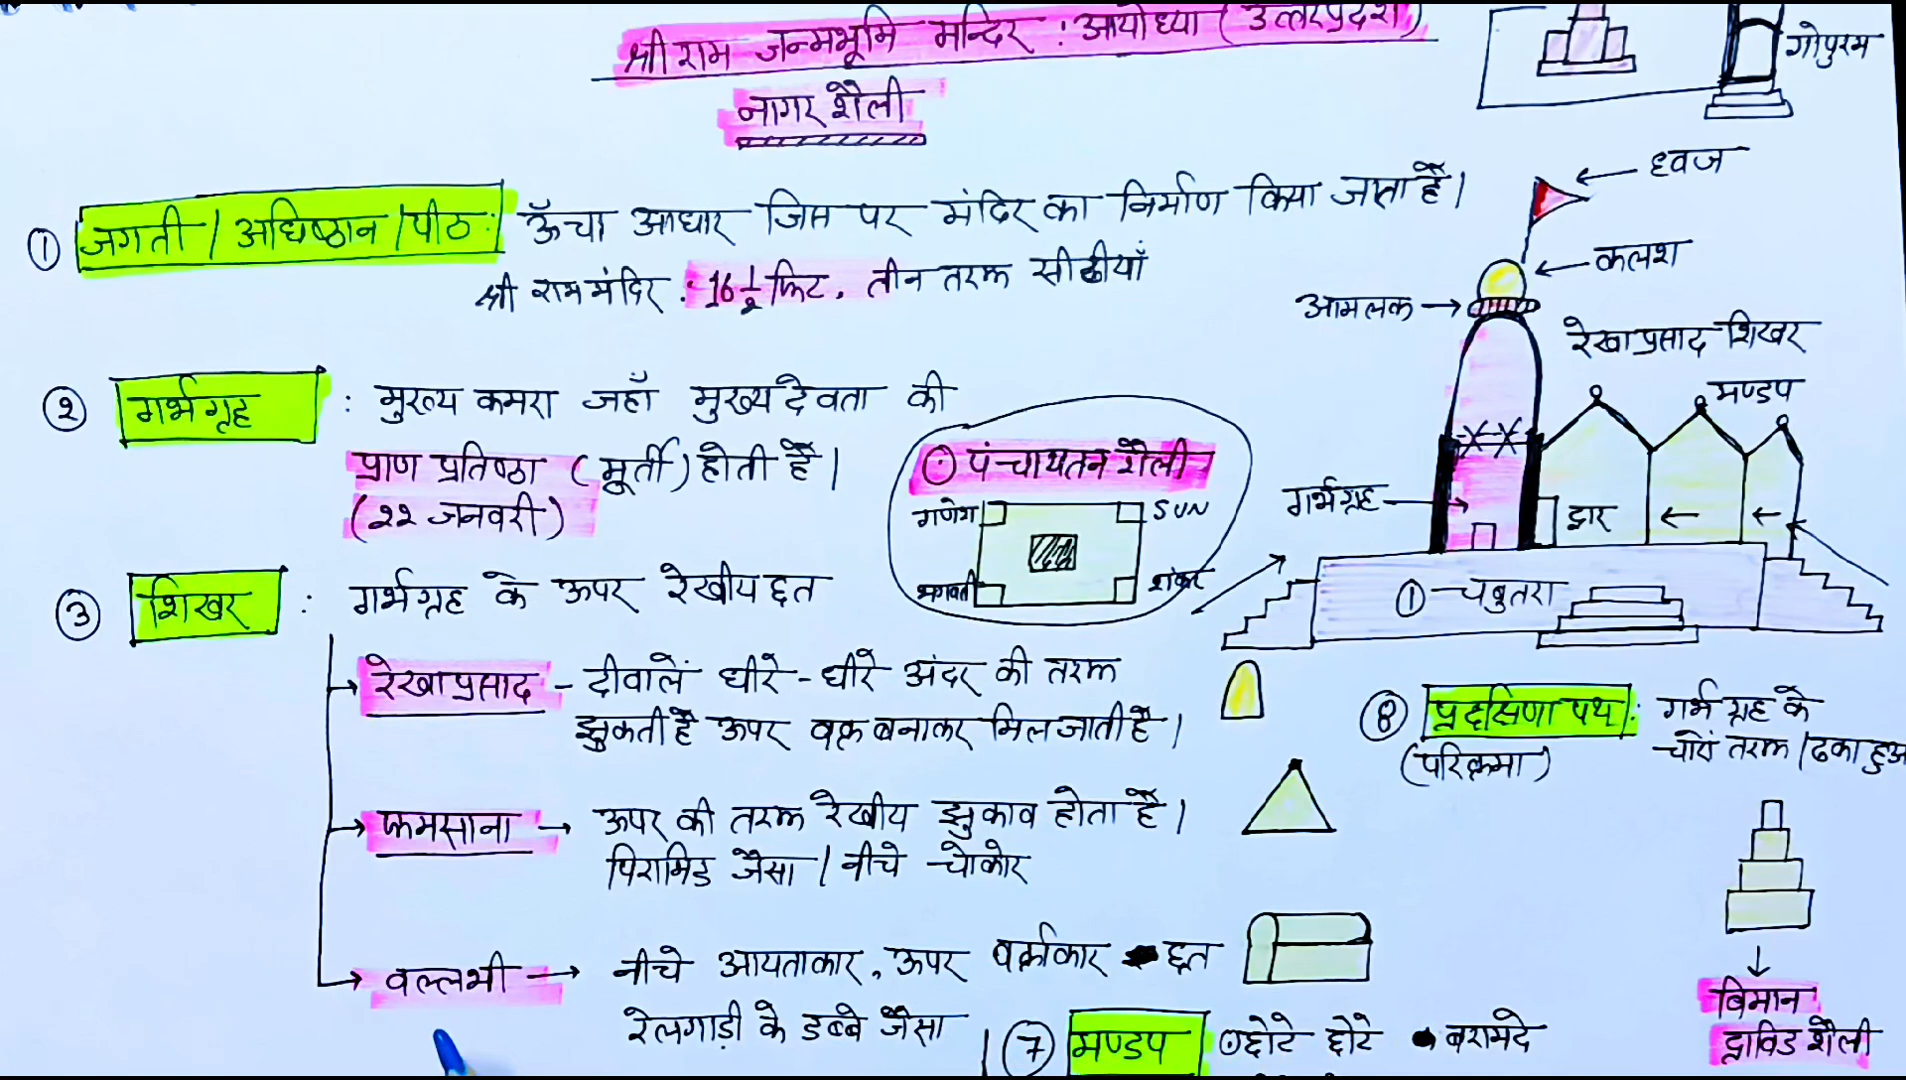 श्री राम जन्मभूमि मन्दिर : आयोध्या (उत्तरप्रदेश)
नागर शैली
गोपुरम
① जगती / अधिष्ठान / पीठ : ऊँचा आधार जिस पर मंदिर का निर्माण किया जाता है।
श्री राम मंदिर : 16 1/2 फिट, तीन तरफ सीढीयाँ
ध्वज
कलश
आमलक
रेखाप्रसाद शिखर
मण्डप
गर्भगृह
द्वार
① चबुतरा
② गर्भगृह : मुख्य कमरा जहाँ मुख्य देवता की
प्राण प्रतिष्ठा (मूर्ती) होती है।
(२२ जनवरी)
पंचायतन शैली
गणेश SUN
भगवती शंकर
③ शिखर : गर्भगृह के ऊपर रेखीय छत
रेखाप्रसाद - दीवालें धीरे-धीरे अंदर की तरफ
झुकती है ऊपर वक्र बनाकर मिल जाती है।
फमसाना → ऊपर की तरफ रेखीय झुकाव होता है।
पिरामिड जैसा / नीचे चोकोर
वल्लभी → नीचे आयताकार, ऊपर वक्राकार छत
रेलगाड़ी के डब्बे जैसा
⑦ मण्डप छोटे छोटे बरामदे
⑧ प्रदक्षिणा पथ : गर्भ गृह के
(परिक्रमा) चोरों तरफ / ढका हुआ
विमान
द्राविड शैली